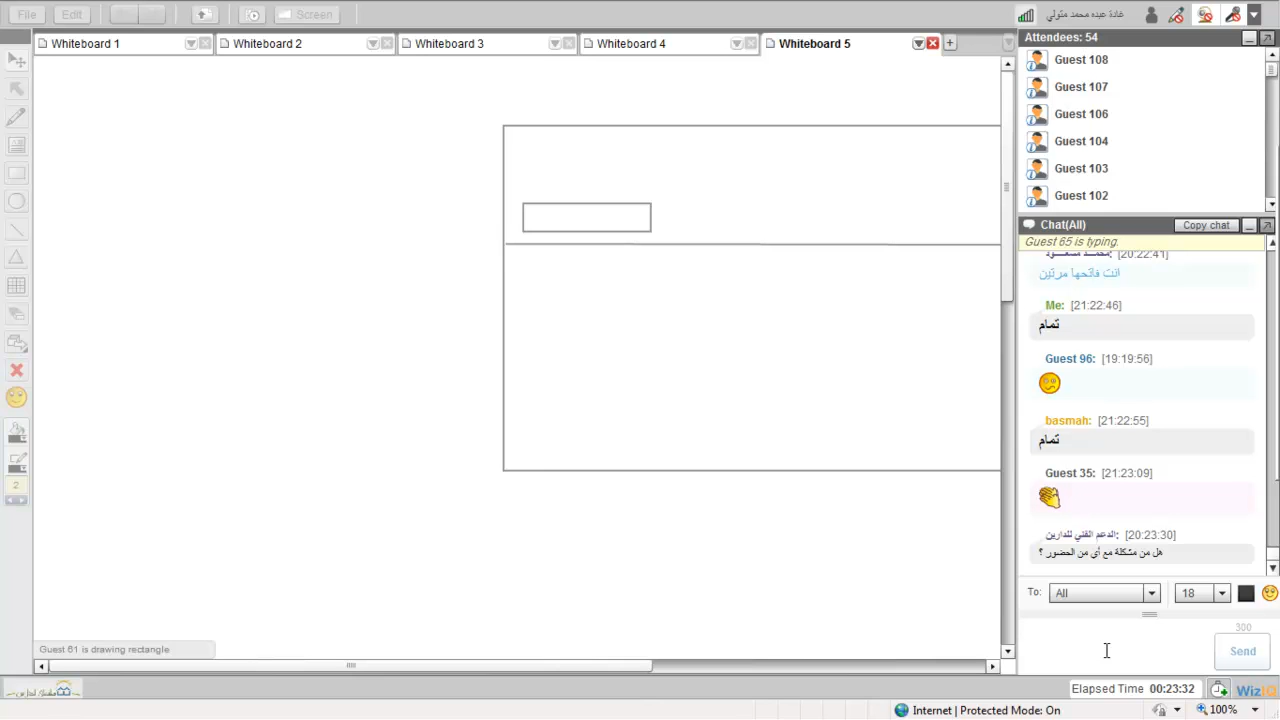 File
Edit
Screen
غادة عبده محمد متولي
Whiteboard 1
Whiteboard 2
Whiteboard 3
Whiteboard 4
Whiteboard 5
Attendees: 54
Guest 108
Guest 107
Guest 106
Guest 104
Guest 103
Guest 102
Chat(All)
Copy chat
Guest 65 is typing.
محمـد مسعـود: [20:22:41]
انت فاتحها مرتين
Me: [21:22:46]
تمام
Guest 96: [19:19:56]
basmah: [21:22:55]
تمام
Guest 35: [21:23:09]
الدعم الفني للدارين: [20:23:30]
هل من مشكلة مع أي من الحضور ؟
To: All 18
300
Send
2
Guest 61 is drawing rectangle
Elapsed Time 00:23:32
WizIQ
Internet | Protected Mode: On
100%